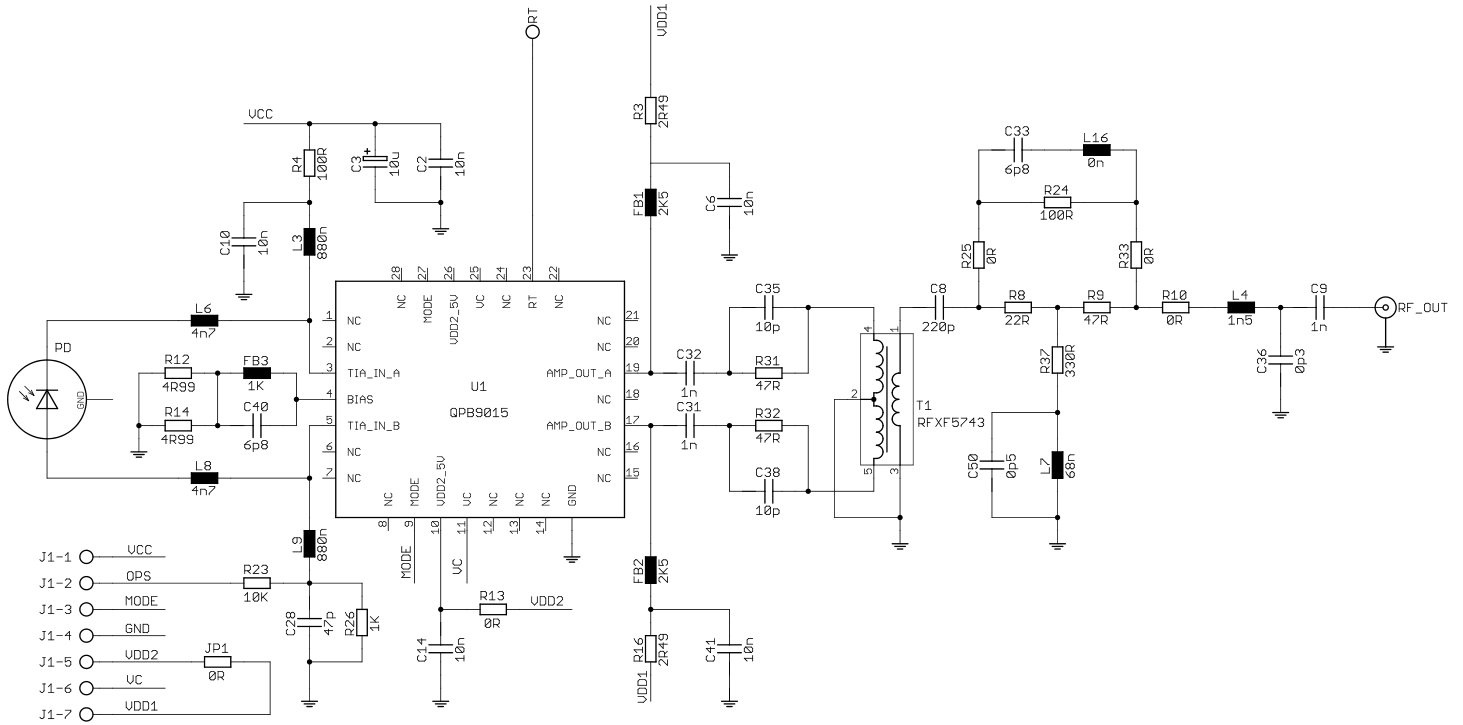 RT
VDD1
R3
2R49
VCC
R4
100R
C3
+
10u
C2
10n
C33
6p8
L16
0n
FB1
2K5
C6
10n
R24
100R
C10
10n
L3
880n
R25
0R
R33
0R
28
27
26
25
24
23
22
NC
MODE
VDD2_5V
VC
NC
RT
NC
L6
4n7
C35
10p
C8
220p
R8
22R
R9
47R
R10
0R
L4
1n5
C9
1n
RF_OUT
1
NC
2
NC
3
TIA_IN_A
4
BIAS
5
TIA_IN_B
6
NC
7
NC
U1
QPB9015
NC
21
NC
20
AMP_OUT_A
19
NC
18
AMP_OUT_B
17
NC
16
NC
15
PD
GND
R12
4R99
FB3
1K
R14
4R99
C40
6p8
L8
4n7
C32
1n
R31
47R
C31
1n
R32
47R
C38
10p
4
1
2
5
3
T1
RFXF5743
R37
330R
C36
0p3
C50
0p5
L7
68n
NC
MODE
VDD2_5V
VC
NC
NC
NC
GND
8
9
10
11
12
13
14
MODE
VC
L9
880n
FB2
2K5
J1-1
VCC
J1-2
OPS
R23
10K
J1-3
MODE
J1-4
GND
J1-5
VDD2
JP1
0R
J1-6
VC
J1-7
VDD1
C28
47p
R26
1K
R13
0R
VDD2
C14
10n
R16
2R49
VDD1
C41
10n